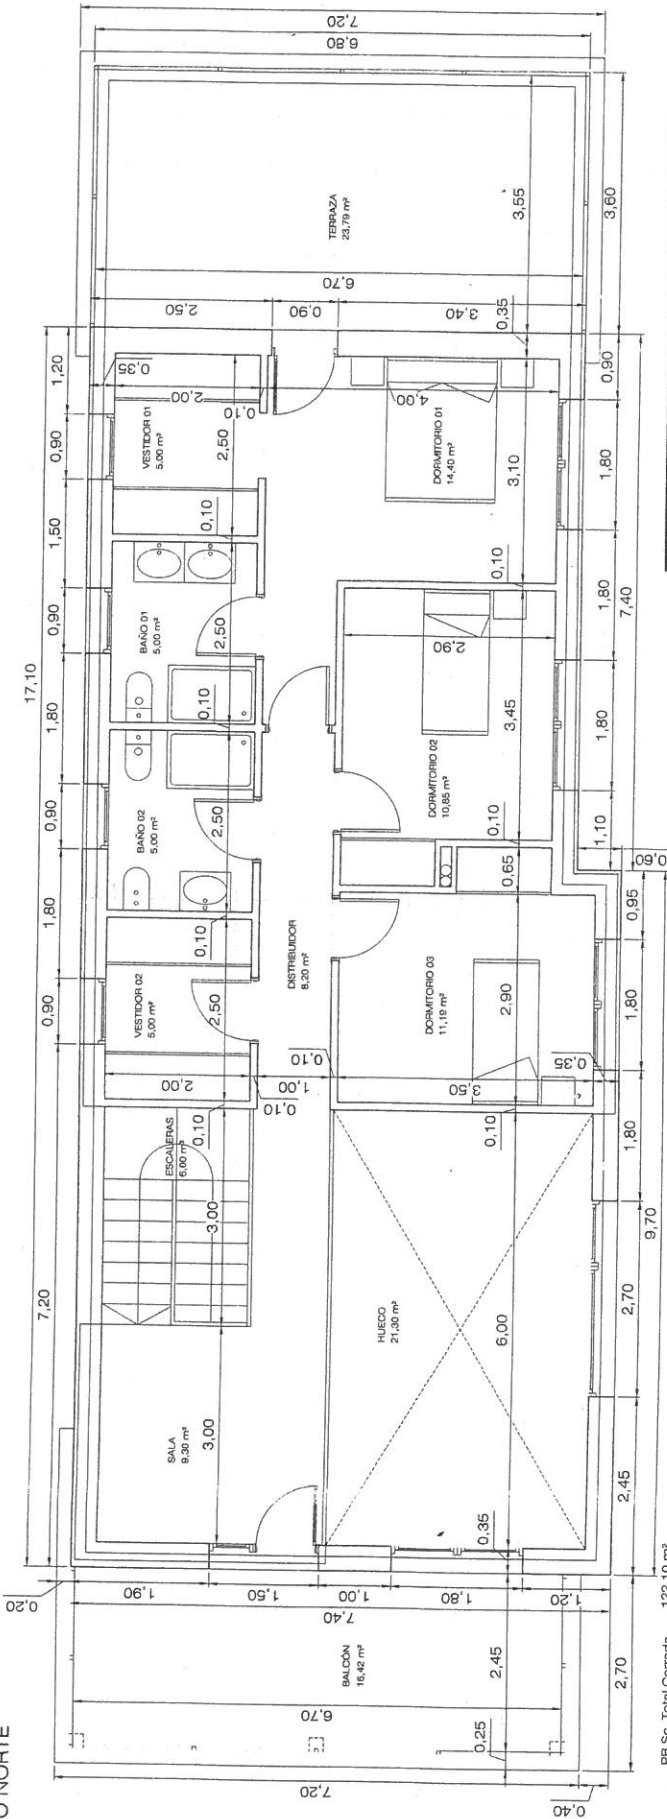 O NORTE
17,10
7,20
0,90
1,80
0,90
1,80
0,90
1,50
0,90
1,20
0,20
1,90
1,50
1,00
1,80
1,20
7,40
BALCÓN
16,42 m²
6,70
7,20
0,25
2,45
0,40
2,70
SALA
9,30 m²
3,00
ESCALERAS
6,00 m²
3,00
0,10
HUECO
21,30 m²
6,00
0,35
0,10
VESTIDOR 02
5,00 m²
2,00
2,50
0,10
0,10
1,00
0,10
DISTRIBUIDOR
8,20 m²
DORMITORIO 03
11,19 m²
3,50
2,90
0,35
0,65
BAÑO 02
5,00 m²
2,50
0,10
BAÑO 01
5,00 m²
2,50
0,10
DORMITORIO 02
10,85 m²
2,90
3,45
0,10
0,10
VESTIDOR 01
5,00 m²
2,00
2,50
0,35
0,10
DORMITORIO 01
14,40 m²
4,00
3,10
0,35
2,50
0,90
3,40
6,70
TERRAZA
23,79 m²
3,55
6,80
7,20
2,45
2,70
1,80
1,80
0,95
9,70
0,60
1,10
1,80
1,80
1,80
0,90
7,40
3,60
PB Sc. Total Cerrada
122,10 m²